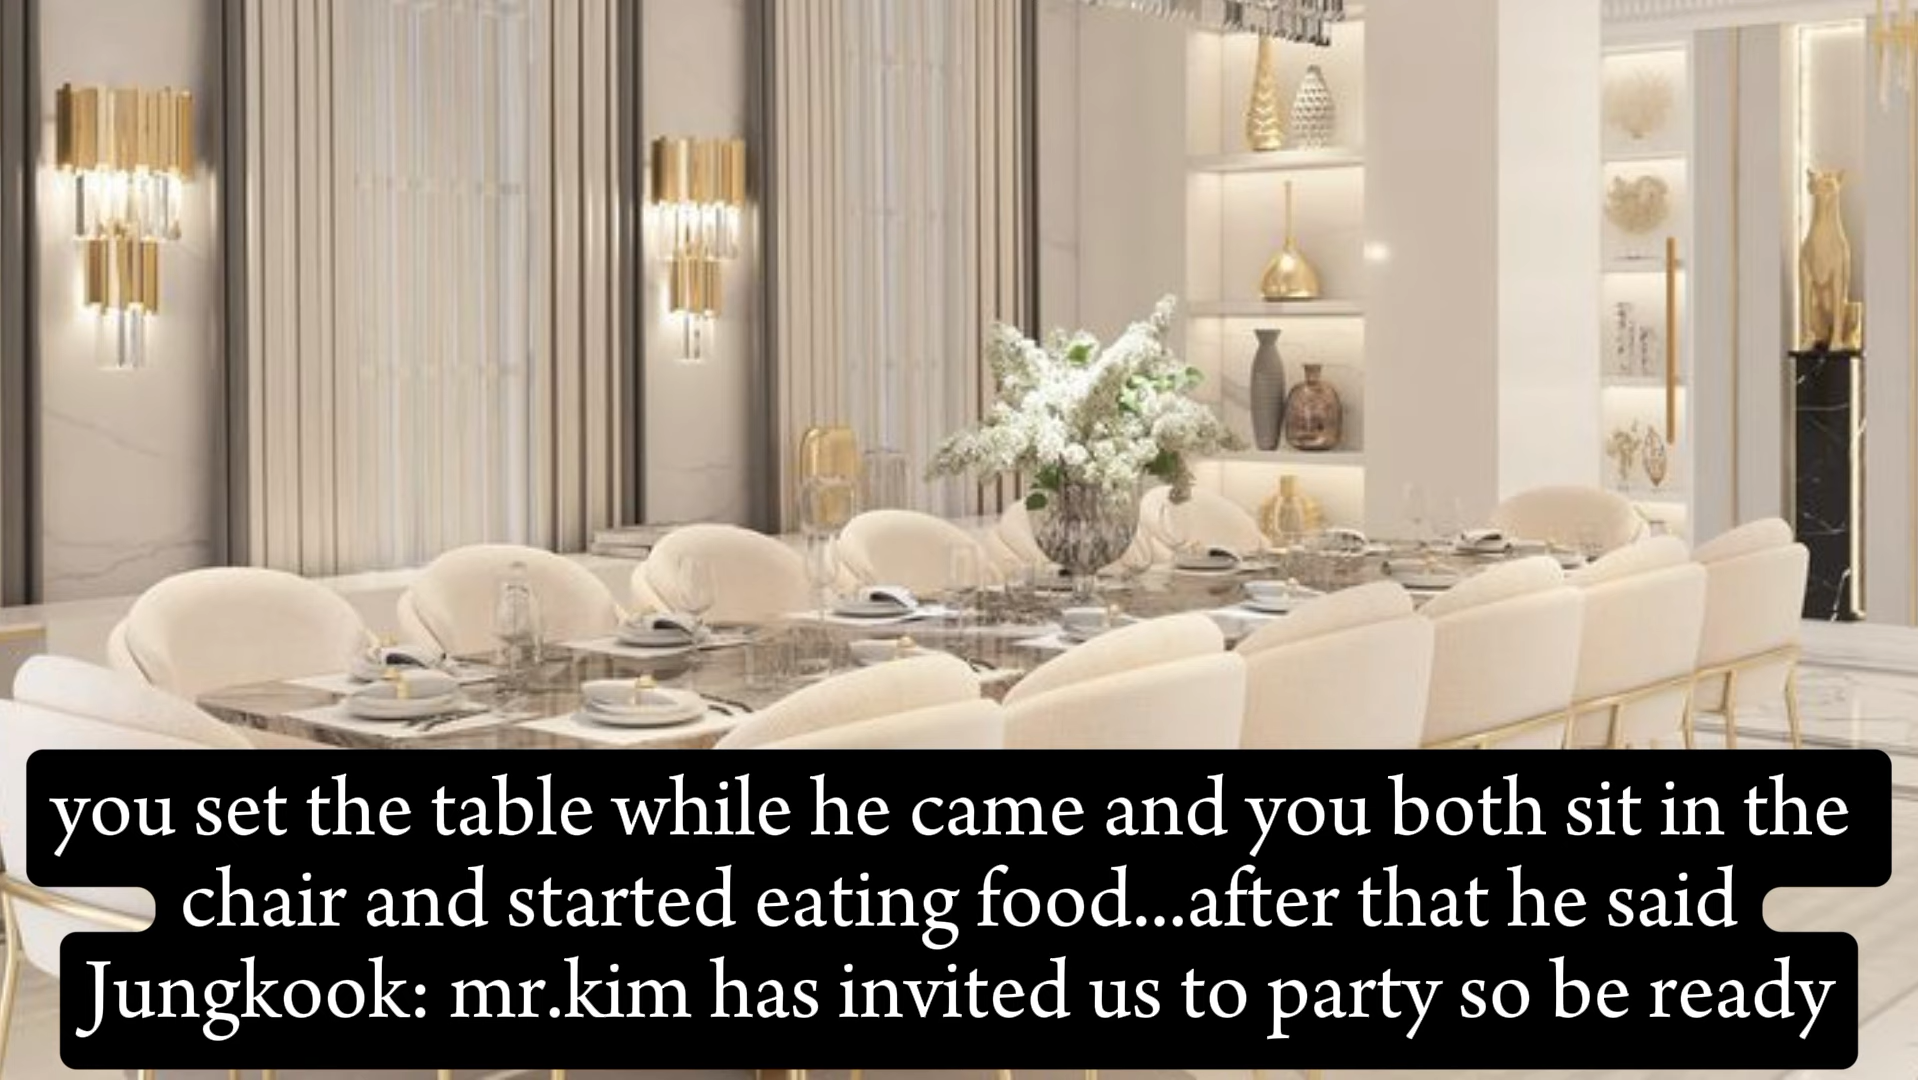 you set the table while he came and you both sit in the
chair and started eating food...after that he said
Jungkook: mr.kim has invited us to party so be ready